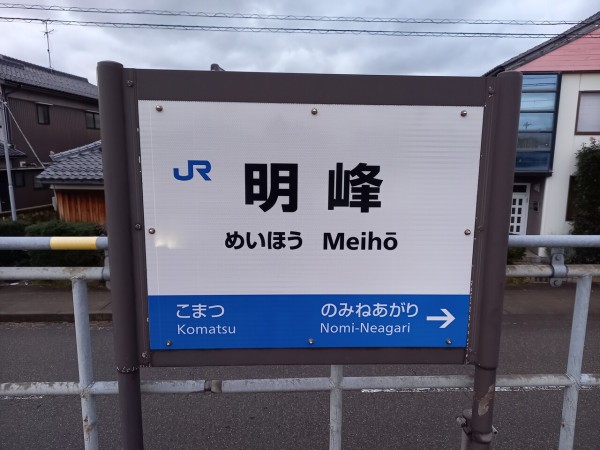 JR
明峰
めいほう Meihō
こまつ のみねあがり
Komatsu Nomi-Neagari